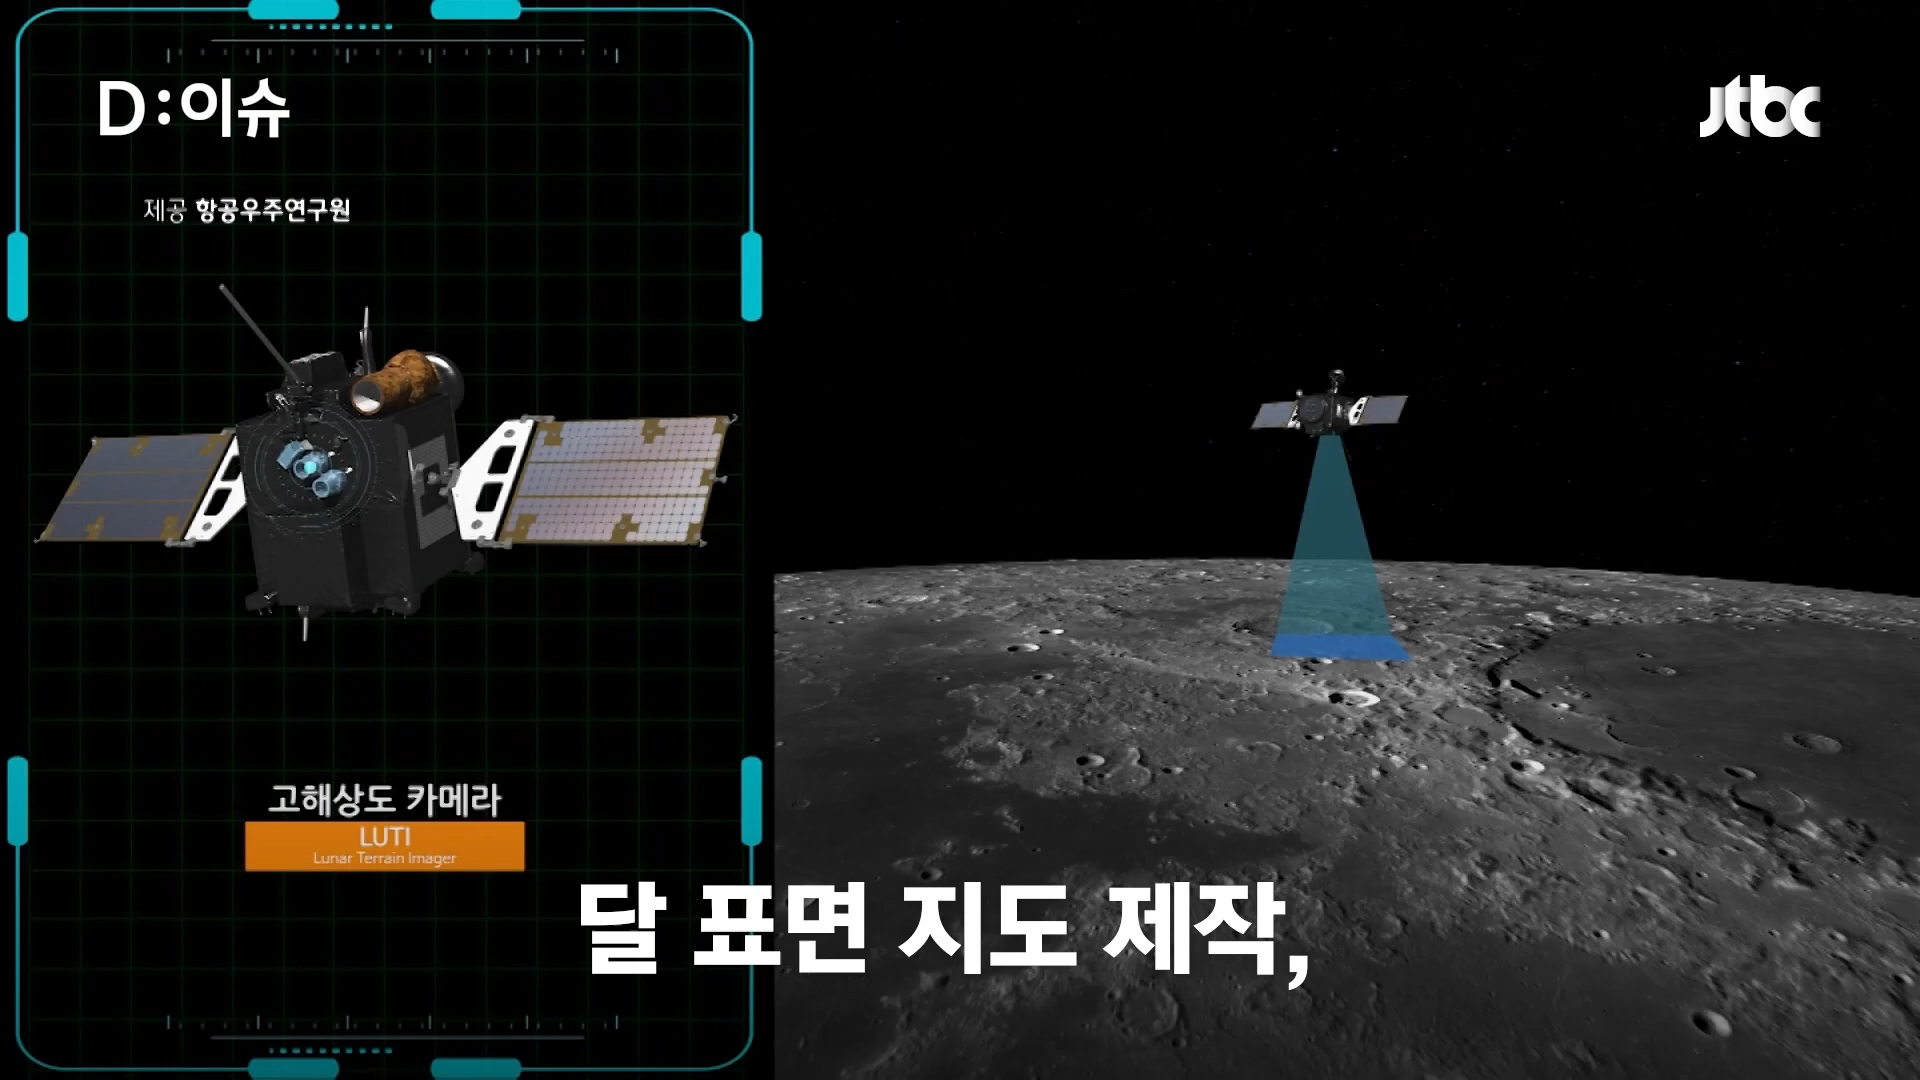 D:이슈
jtbc
제공 항공우주연구원
고해상도 카메라
LUTI
Lunar Terrain Imager
달 표면 지도 제작,